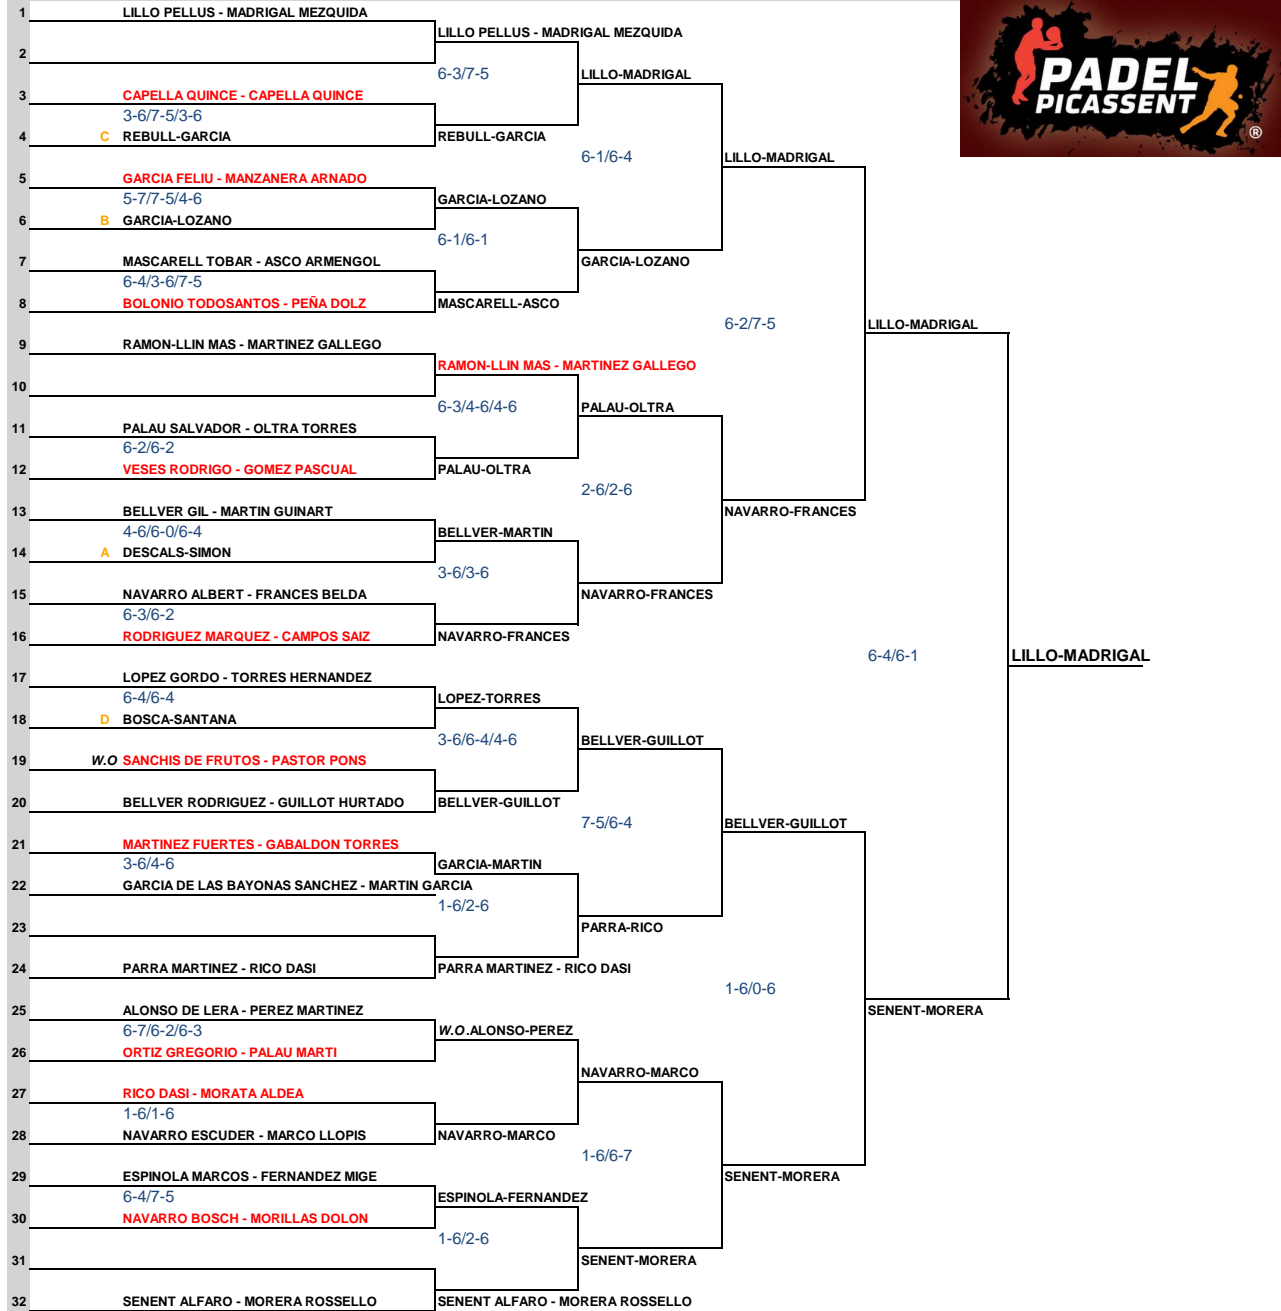 1 LILLO PELLUS - MADRIGAL MEZQUIDA
LILLO PELLUS - MADRIGAL MEZQUIDA
2
6-3/7-5 LILLO-MADRIGAL
3 CAPELLA QUINCE - CAPELLA QUINCE
3-6/7-5/3-6
4 C REBULL-GARCIA REBULL-GARCIA
6-1/6-4 LILLO-MADRIGAL
5 GARCIA FELIU - MANZANERA ARNADO
5-7/7-5/4-6 GARCIA-LOZANO
6 B GARCIA-LOZANO
6-1/6-1
7 MASCARELL TOBAR - ASCO ARMENGOL GARCIA-LOZANO
6-4/3-6/7-5
8 BOLONIO TODOSANTOS - PEÑA DOLZ MASCARELL-ASCO
6-2/7-5 LILLO-MADRIGAL
9 RAMON-LLIN MAS - MARTINEZ GALLEGO
RAMON-LLIN MAS - MARTINEZ GALLEGO
10
6-3/4-6/4-6 PALAU-OLTRA
11 PALAU SALVADOR - OLTRA TORRES
6-2/6-2
12 VESES RODRIGO - GOMEZ PASCUAL PALAU-OLTRA
2-6/2-6
13 BELLVER GIL - MARTIN GUINART NAVARRO-FRANCES
4-6/6-0/6-4 BELLVER-MARTIN
14 A DESCALS-SIMON
3-6/3-6
15 NAVARRO ALBERT - FRANCES BELDA NAVARRO-FRANCES
6-3/6-2
16 RODRIGUEZ MARQUEZ - CAMPOS SAIZ NAVARRO-FRANCES
6-4/6-1 LILLO-MADRIGAL
17 LOPEZ GORDO - TORRES HERNANDEZ
6-4/6-4 LOPEZ-TORRES
18 D BOSCA-SANTANA
3-6/6-4/4-6 BELLVER-GUILLOT
19 W.O SANCHIS DE FRUTOS - PASTOR PONS
20 BELLVER RODRIGUEZ - GUILLOT HURTADO BELLVER-GUILLOT
7-5/6-4 BELLVER-GUILLOT
21 MARTINEZ FUERTES - GABALDON TORRES
3-6/4-6 GARCIA-MARTIN
22 GARCIA DE LAS BAYONAS SANCHEZ - MARTIN GARCIA
1-6/2-6
23 PARRA-RICO
24 PARRA MARTINEZ - RICO DASI PARRA MARTINEZ - RICO DASI
1-6/0-6
25 ALONSO DE LERA - PEREZ MARTINEZ SENENT-MORERA
6-7/6-2/6-3 W.O.ALONSO-PEREZ
26 ORTIZ GREGORIO - PALAU MARTI
NAVARRO-MARCO
27 RICO DASI - MORATA ALDEA
1-6/1-6
28 NAVARRO ESCUDER - MARCO LLOPIS NAVARRO-MARCO
1-6/6-7
29 ESPINOLA MARCOS - FERNANDEZ MIGE SENENT-MORERA
6-4/7-5 ESPINOLA-FERNANDEZ
30 NAVARRO BOSCH - MORILLAS DOLON
1-6/2-6
31 SENENT-MORERA
32 SENENT ALFARO - MORERA ROSSELLO SENENT ALFARO - MORERA ROSSELLO
PADEL
PICASSENT
®